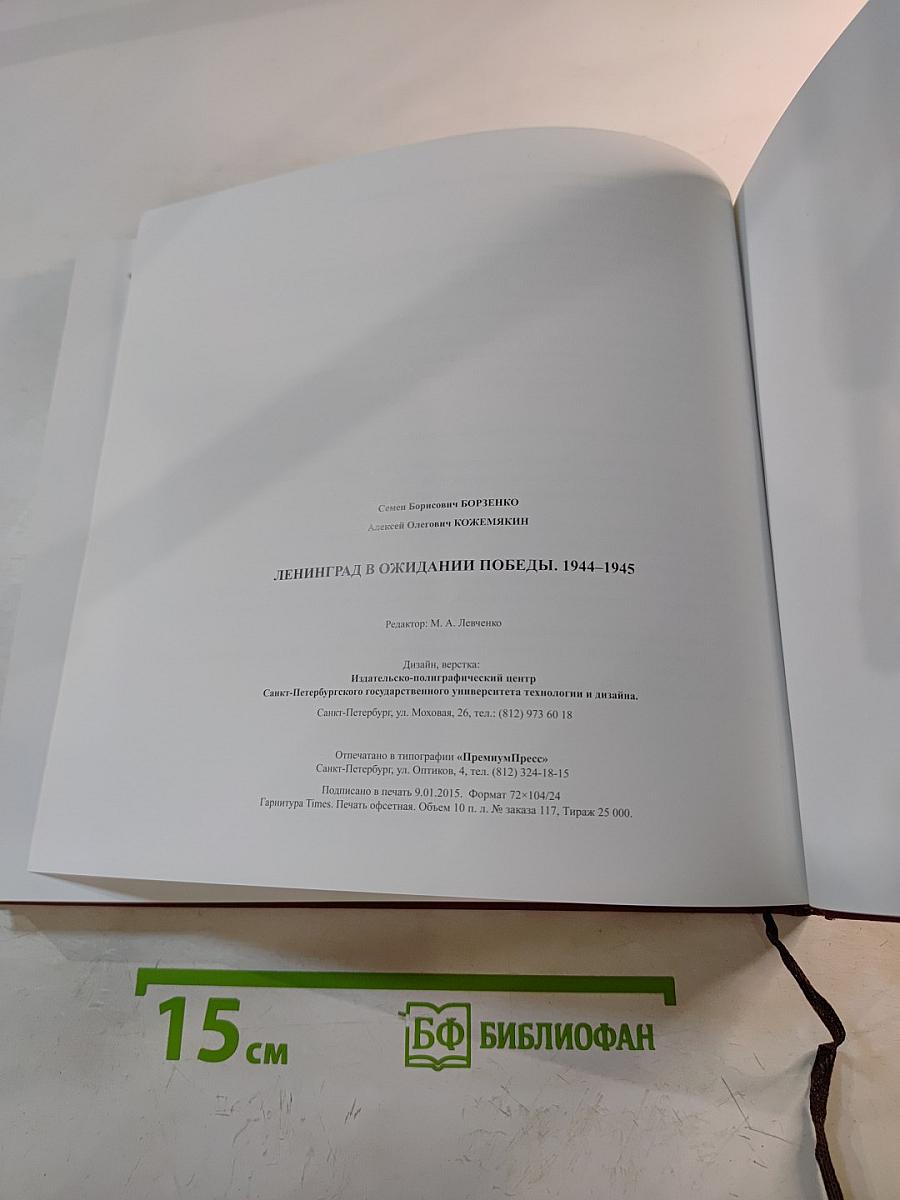 Семен Борисович БОРЗЕНКО
Алексей Олегович КОЖЕМЯКИН
ЛЕНИНГРАД В ОЖИДАНИИ ПОБЕДЫ. 1944–1945
Редактор: М. А. Левченко
Дизайн, верстка:
Издательско-полиграфический центр
Санкт-Петербургского государственного университета технологии и дизайна.
Санкт-Петербург, ул. Моховая, 26, тел.: (812) 973 60 18
Отпечатано в типографии «ПремиумПресс»
Санкт-Петербург, ул. Оптиков, 4, тел. (812) 324-18-15
Подписано в печать 9.01.2015. Формат 72×104/24
Гарнитура Times. Печать офсетная. Объем 10 п. л. № заказа 117, Тираж 25 000.
15 см
БФ БИБЛИОФАН